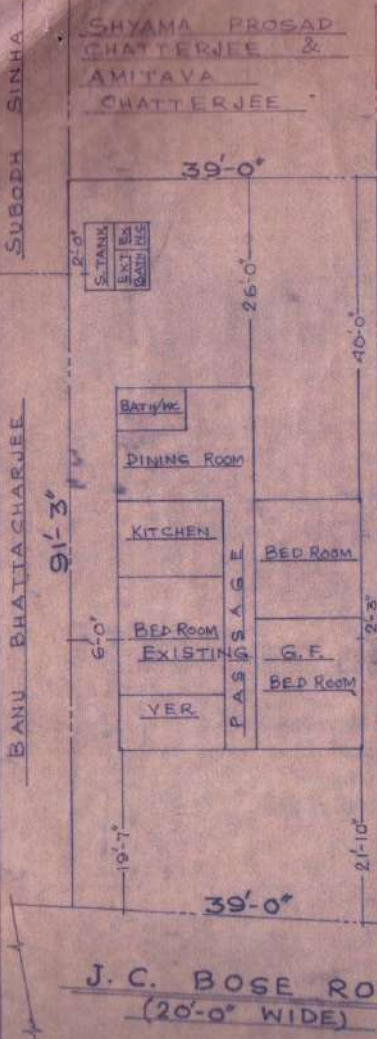 SUBODH SINHA
SHYAMA PROSAD
CHATTERJEE &
AMITAVA
CHATTERJEE
39'-0"
2'-0"
S.TANK
EXT BATH
Ex W.C
26'-0"
40'-0"
BANU BHATTACHARJEE
91'-3"
BATH/WC
DINING ROOM
KITCHEN
BED ROOM
PASSAGE
6'-0"
BED ROOM
EXISTING
G.F.
BED ROOM
2'-3"
VER
19'-7"
21'-10"
39'-0"
J. C. BOSE RO
(20'-0" WIDE)